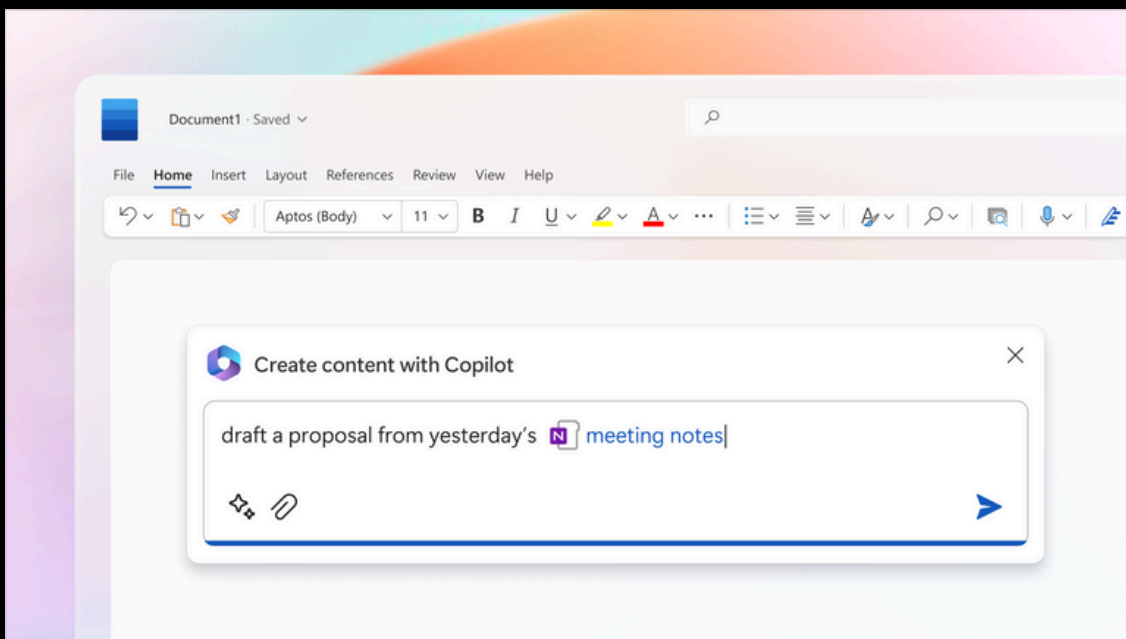 Document1 · Saved
File Home Insert Layout References Review View Help
Aptos (Body) 11 B I U A A
Create content with Copilot
draft a proposal from yesterday's N meeting notes